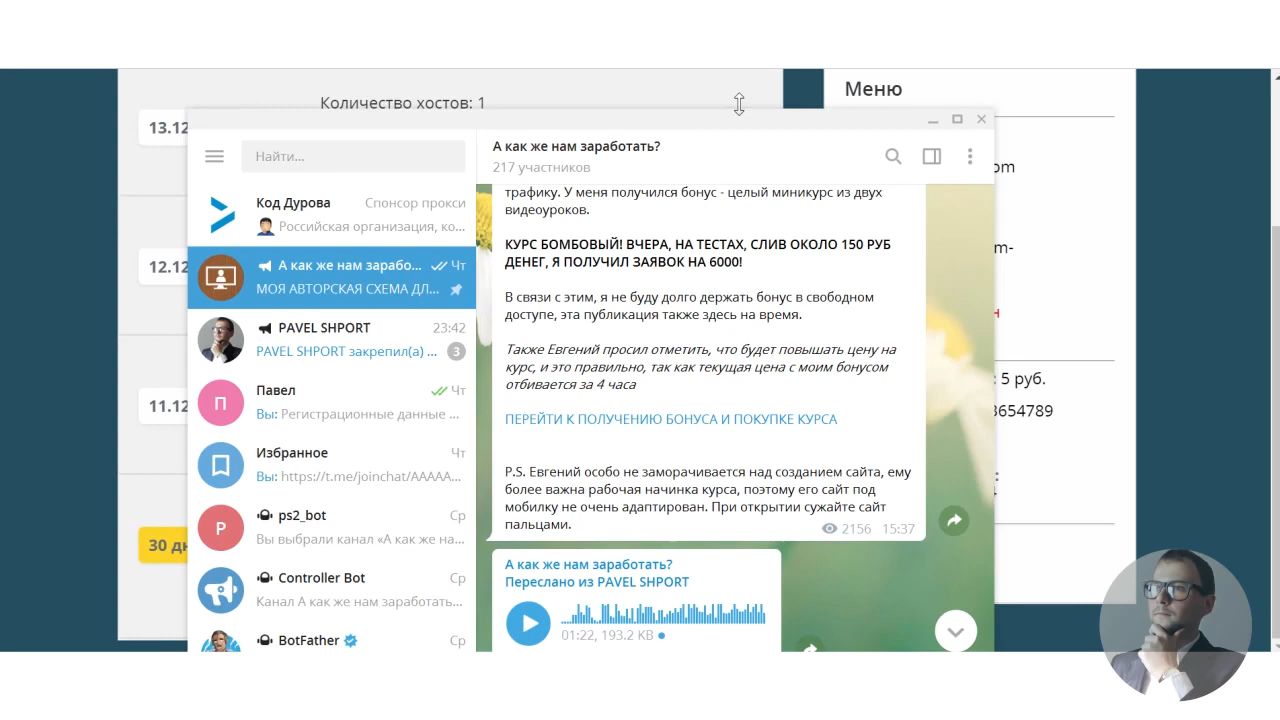 Количество хостов: 1
Меню
13.12
12.12
11.12
30 дн
om
m-
н
: 5 руб.
3654789
:
Найти...
Код Дурова
Спонсор прокси
Российская организация, ко...
А как же нам зарабо...
Чт
МОЯ АВТОРСКАЯ СХЕМА ДЛ...
PAVEL SHPORT
23:42
PAVEL SHPORT закрепил(а) ...
3
П
Павел
Чт
Вы: Регистрационные данные ...
Избранное
Чт
Вы: https://t.me/joinchat/AAAAA...
P
ps2_bot
Ср
Вы выбрали канал «А как же на...
Controller Bot
Ср
Канал А как же нам заработать...
BotFather
Ср
А как же нам заработать?
217 участников
трафику. У меня получился бонус - целый миникурс из двух
видеоуроков.
КУРС БОМБОВЫЙ! ВЧЕРА, НА ТЕСТАХ, СЛИВ ОКОЛО 150 РУБ
ДЕНЕГ, Я ПОЛУЧИЛ ЗАЯВОК НА 6000!
В связи с этим, я не буду долго держать бонус в свободном
доступе, эта публикация также здесь на время.
Также Евгений просил отметить, что будет повышать цену на
курс, и это правильно, так как текущая цена с моим бонусом
отбивается за 4 часа
ПЕРЕЙТИ К ПОЛУЧЕНИЮ БОНУСА И ПОКУПКЕ КУРСА
P.S. Евгений особо не заморачивается над созданием сайта, ему
более важна рабочая начинка курса, поэтому его сайт под
мобилку не очень адаптирован. При открытии сужайте сайт
пальцами.
2156 15:37
А как же нам заработать?
Переслано из PAVEL SHPORT
01:22, 193.2 KB